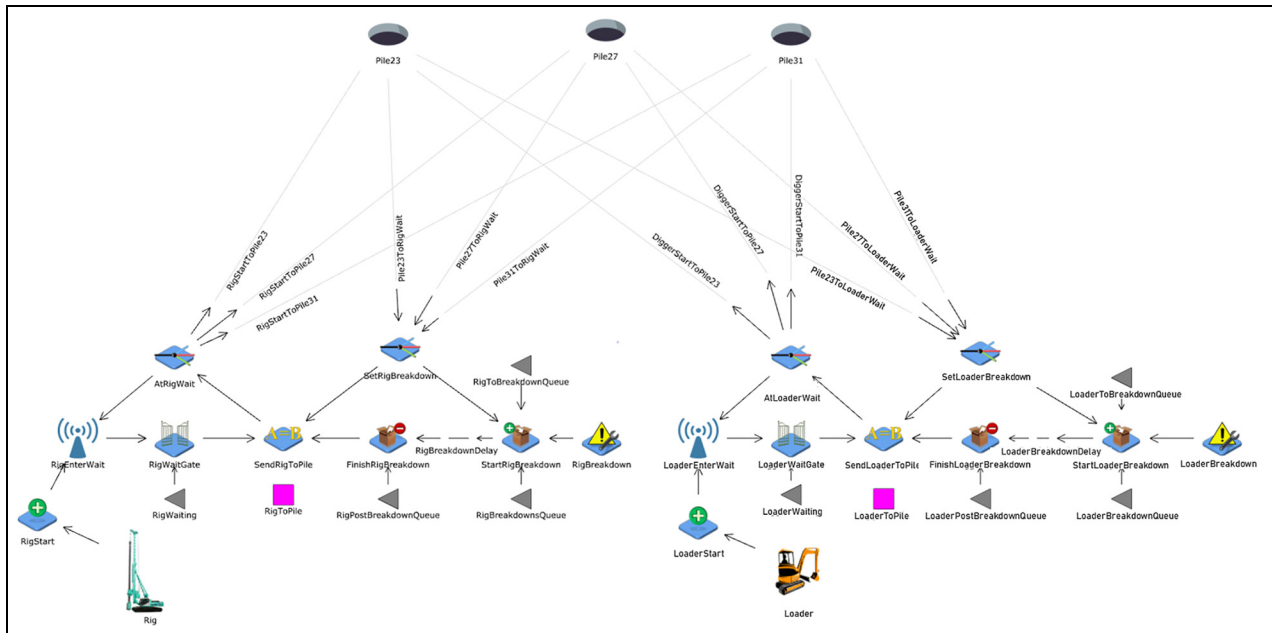 Pile23
Pile27
Pile31
RigStartToPile23
RigStartToPile27
RigStartToPile31
Pile23ToRigWait
Pile27ToRigWait
Pile31ToRigWait
DiggerStartToPile23
DiggerStartToPile27
DiggerStartToPile31
Pile23ToLoaderWait
Pile27ToLoaderWait
Pile31ToLoaderWait
AtRigWait
SetRigBreakdown
RigToBreakdownQueue
AtLoaderWait
SetLoaderBreakdown
LoaderToBreakdownQueue
A=B
A=B
RigEnterWait
RigWaitGate
SendRigToPile
FinishRigBreakdown
RigBreakdownDelay
StartRigBreakdown
RigBreakdown
LoaderEnterWait
LoaderWaitGate
SendLoaderToPile
FinishLoaderBreakdown
LoaderBreakdownDelay
StartLoaderBreakdown
LoaderBreakdown
RigWaiting
RigToPile
RigPostBreakdownQueue
RigBreakdownsQueue
LoaderWaiting
LoaderToPile
LoaderPostBreakdownQueue
LoaderBreakdownQueue
RigStart
LoaderStart
Rig
Loader